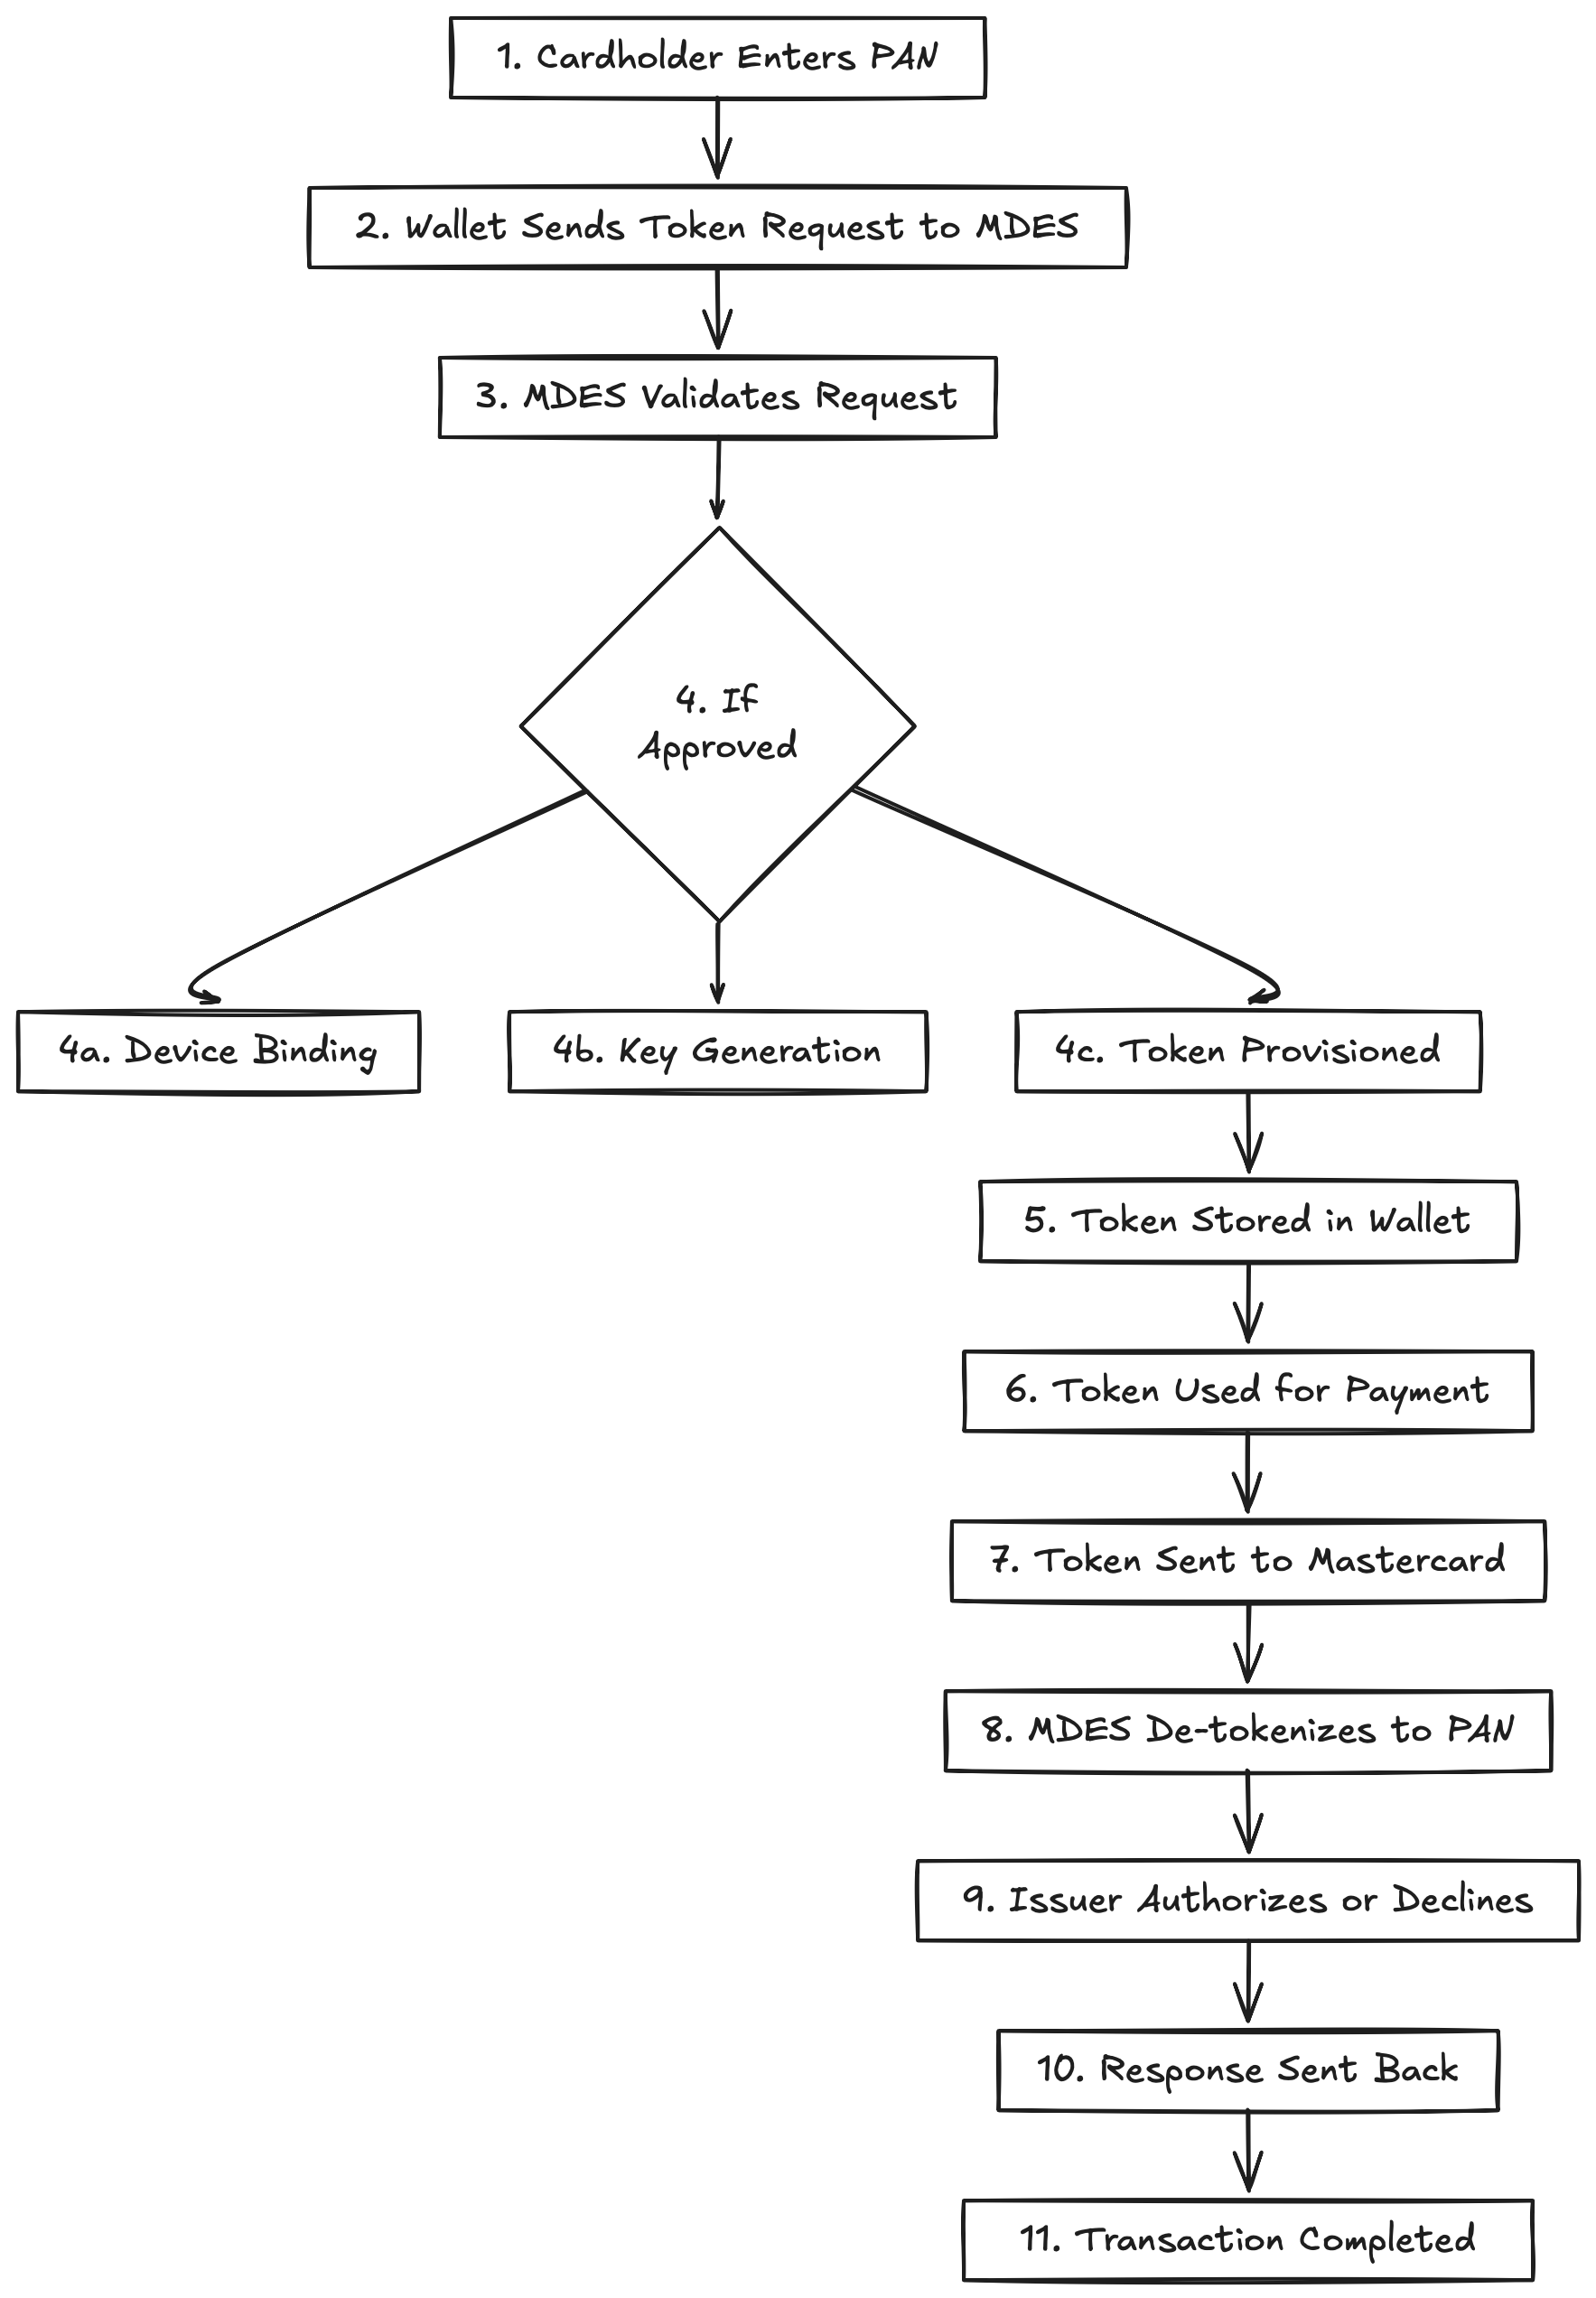 1. Cardholder Enters PAN
2. Wallet Sends Token Request to MDES
3. MDES Validates Request
4. If
Approved
4a. Device Binding
4b. Key Generation
4c. Token Provisioned
5. Token Stored in Wallet
6. Token Used for Payment
7. Token Sent to Mastercard
8. MDES De-tokenizes to PAN
9. Issuer Authorizes or Declines
10. Response Sent Back
11. Transaction Completed